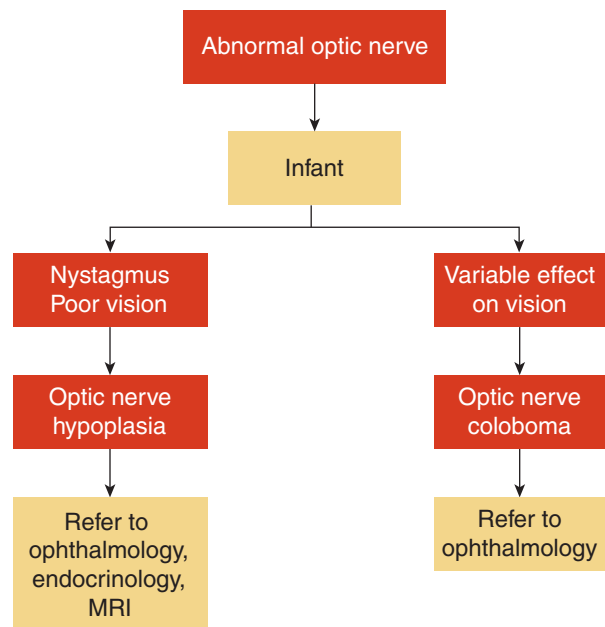 Abnormal optic nerve
Infant
Nystagmus
Poor vision
Variable effect
on vision
Optic nerve
hypoplasia
Optic nerve
coloboma
Refer to
ophthalmology,
endocrinology,
MRI
Refer to
ophthalmology